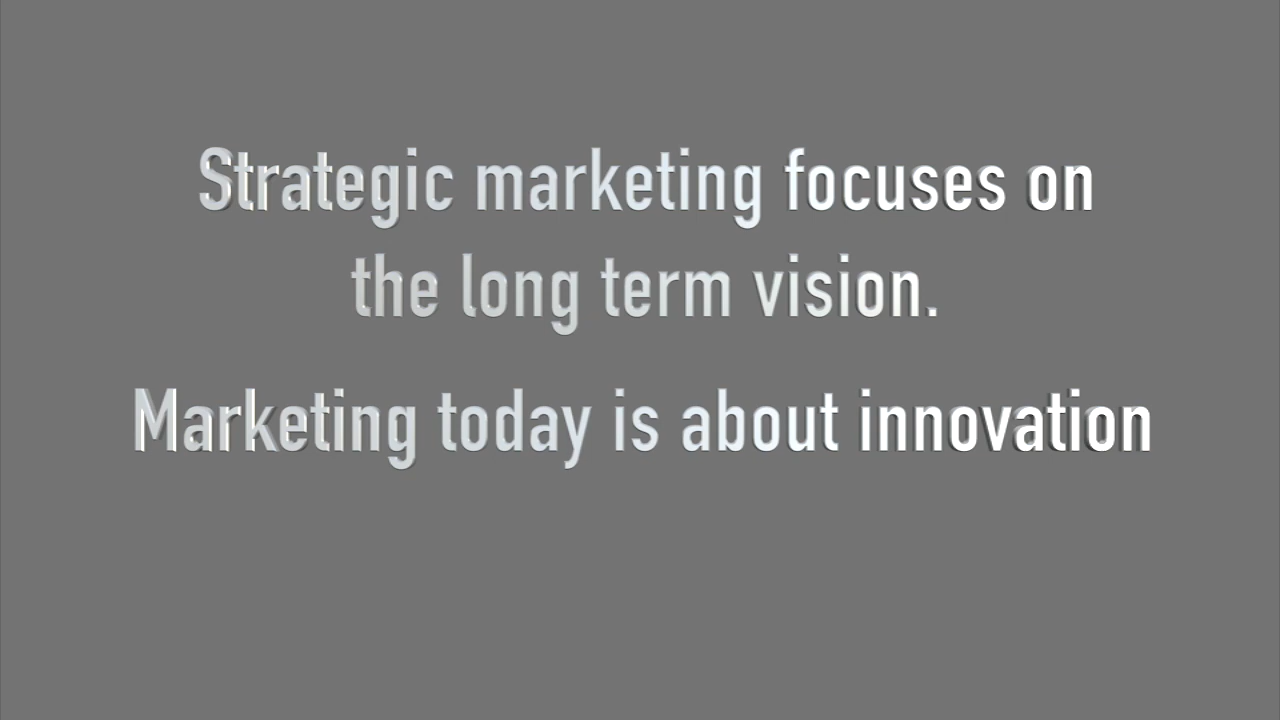 Strategic marketing focuses on
the long term vision.
Marketing today is about innovation